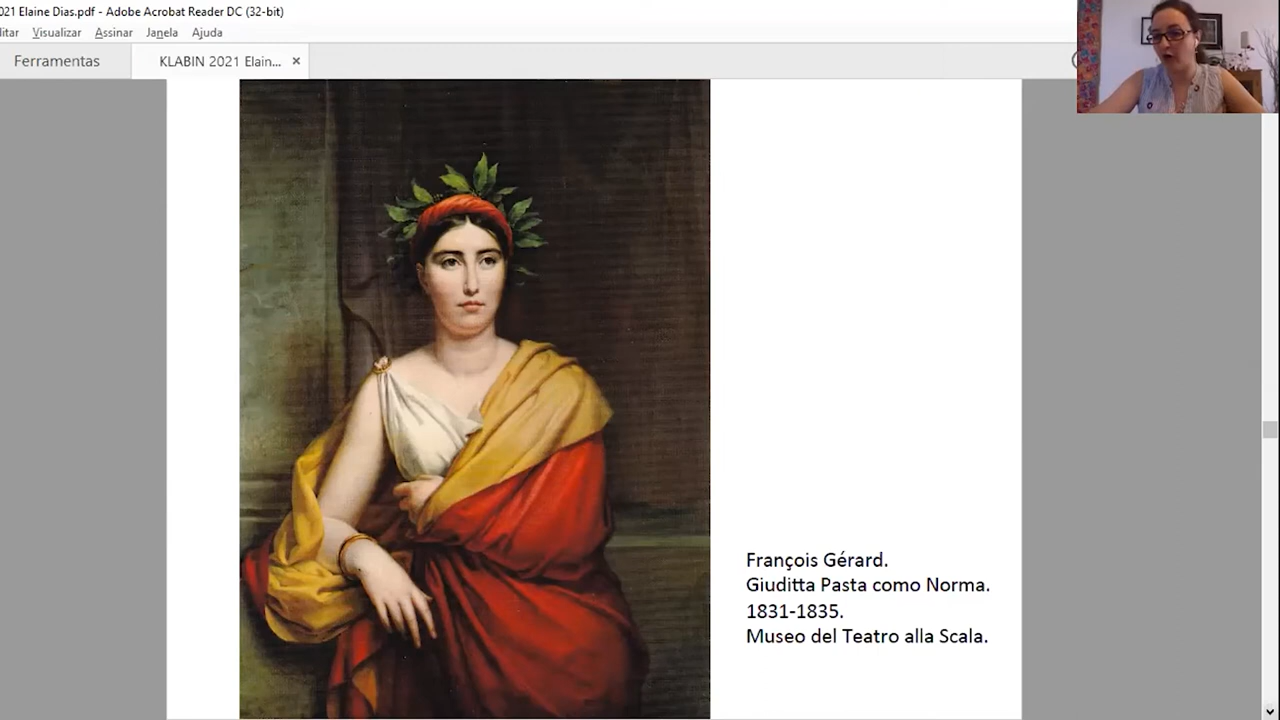 021 Elaine Dias.pdf - Adobe Acrobat Reader DC (32-bit)
itar Visualizar Assinar Janela Ajuda
Ferramentas KLABIN 2021 Elain... ×
François Gérard.
Giuditta Pasta como Norma.
1831-1835.
Museo del Teatro alla Scala.